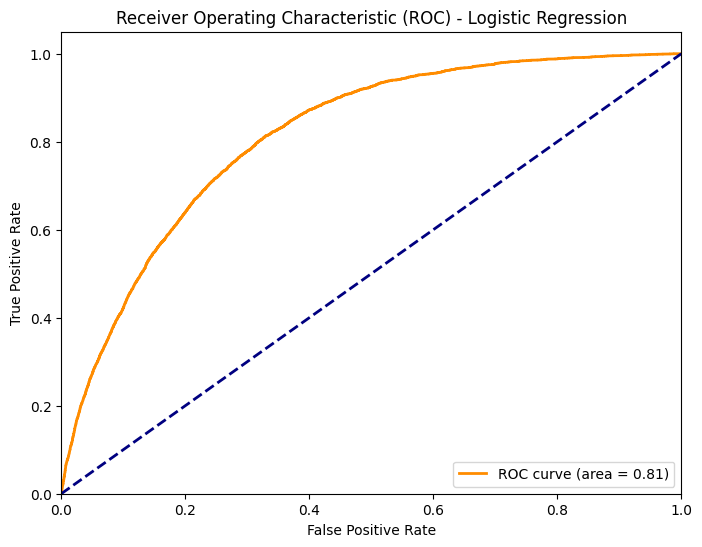 Receiver Operating Characteristic (ROC) - Logistic Regression
1.0
0.8
0.6
0.4
0.2
0.0
True Positive Rate
ROC curve (area = 0.81)
0.0 0.2 0.4 0.6 0.8 1.0
False Positive Rate